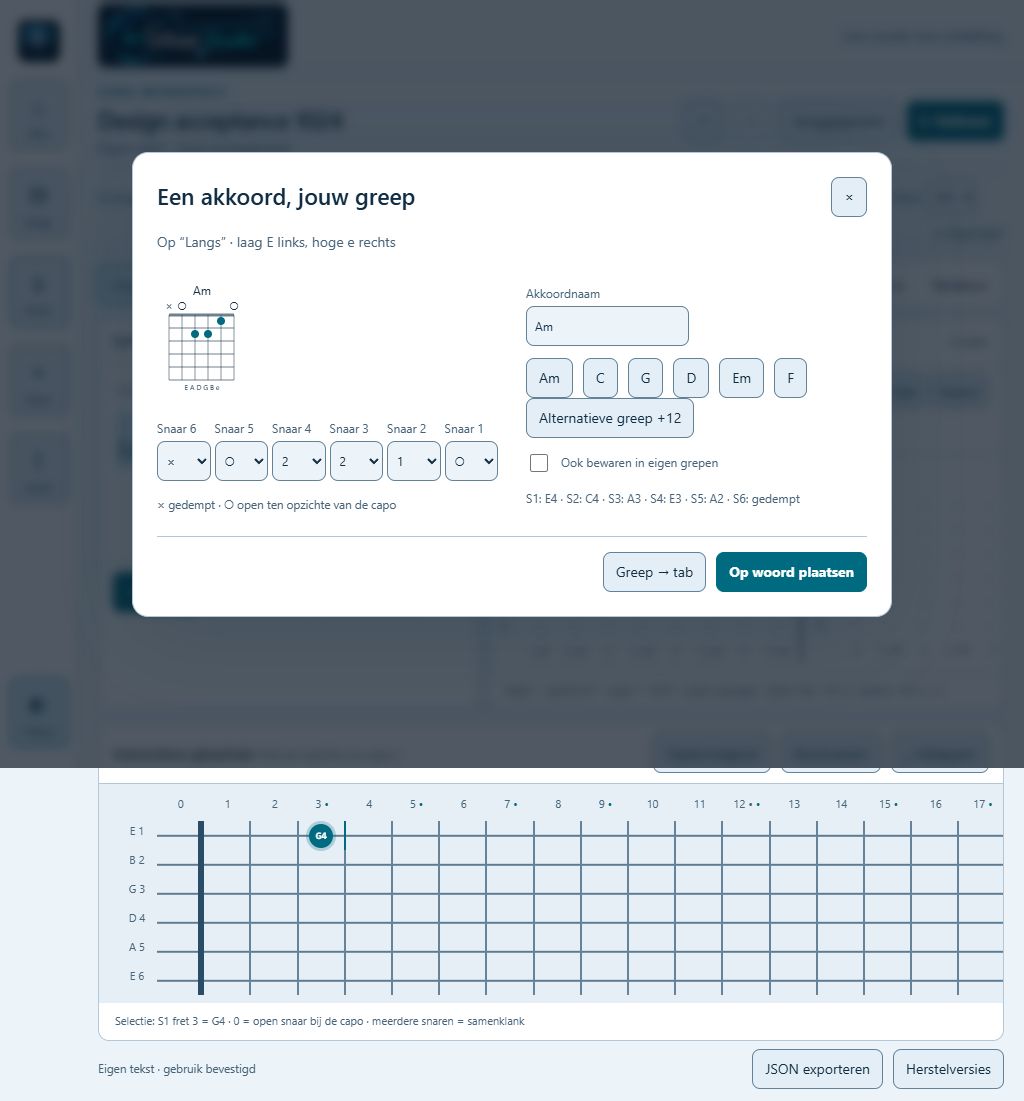 Design acceptance 1024
Een akkoord, jouw greep
×
Op “Langs” · laag E links, hoge e rechts
Am
× O O
E A D G B e
Akkoordnaam
Am
Am C G D Em F
Alternatieve greep +12
Snaar 6 Snaar 5 Snaar 4 Snaar 3 Snaar 2 Snaar 1
× O 2 2 1 O
Ook bewaren in eigen grepen
× gedempt · O open ten opzichte van de capo
S1: E4 · S2: C4 · S3: A3 · S4: E3 · S5: A2 · S6: gedempt
Greep → tab
Op woord plaatsen
0 1 2 3 • 4 5 • 6 7 • 8 9 • 10 11 12 • • 13 14 15 • 16 17 •
E 1
G4
B 2
G 3
D 4
A 5
E 6
Selectie: S1 fret 3 = G4 · 0 = open snaar bij de capo · meerdere snaren = samenklank
Eigen tekst · gebruik bevestigd
JSON exporteren
Herstelversies